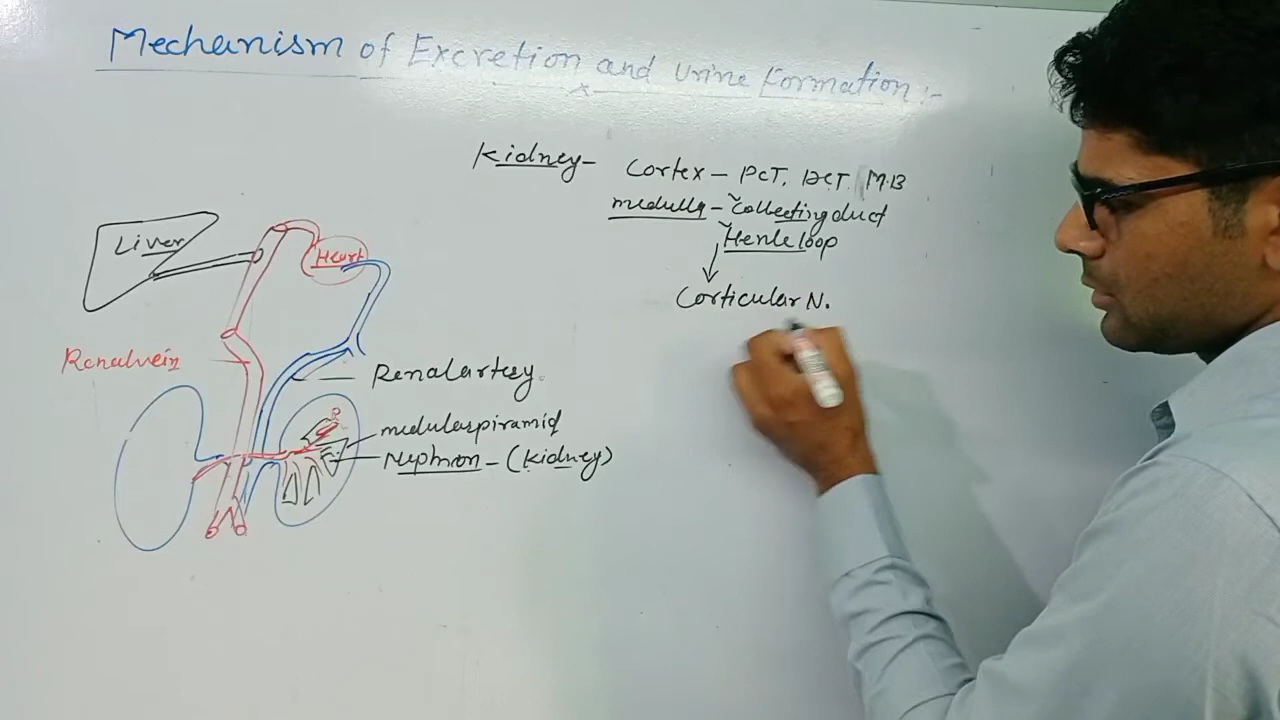 Mechanism of Excretion and Urine Formation:-
Kidney- Cortex - PCT, DCT, M.B
medulla - Collecting duct
Henle loop
Corticular N.
Liver
Heart
Renalvein
Renalartery.
medulaspiramid
Nephron - (Kidney)